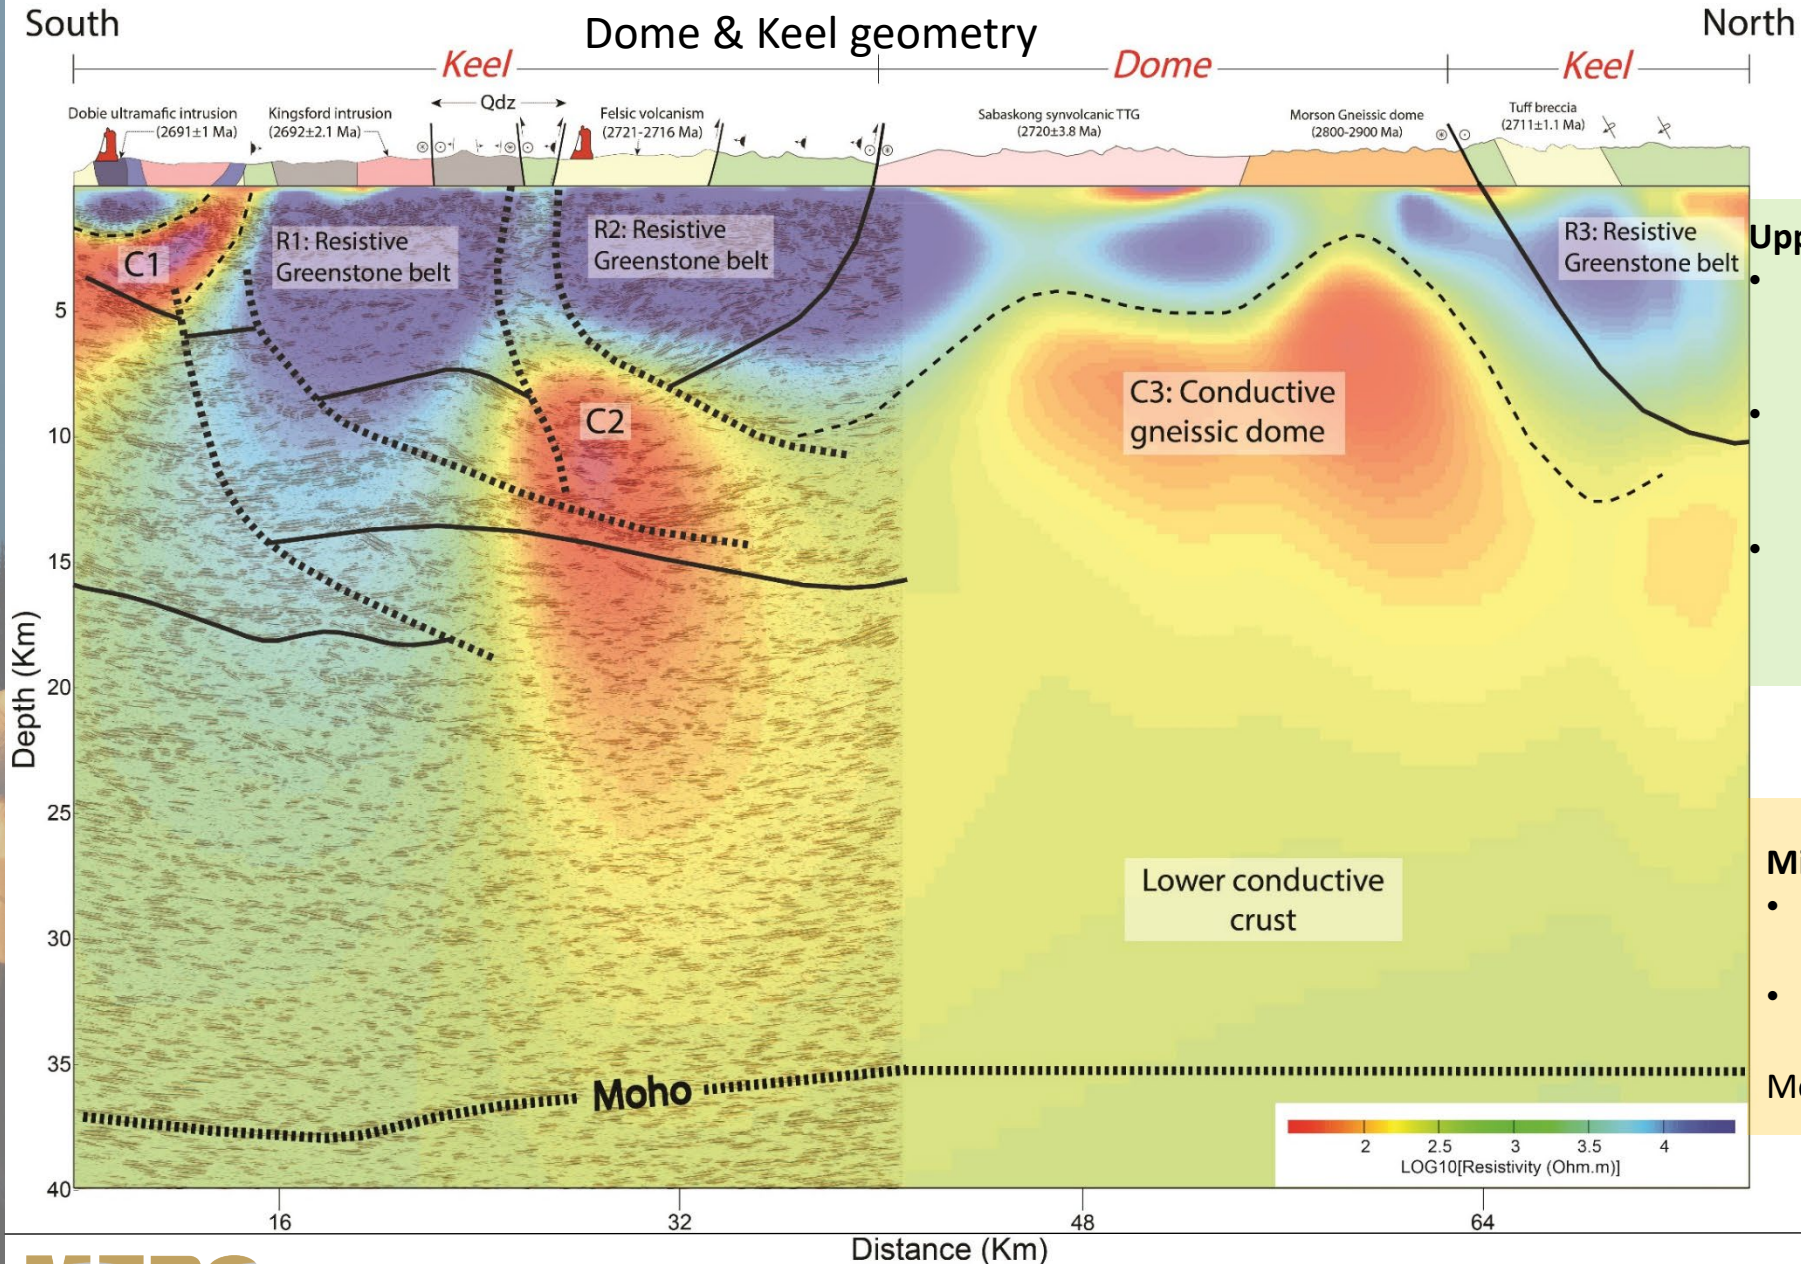 South
Dome & Keel geometry
North
Keel
Dome
Keel
Dobie ultramafic intrusion
(2691±1 Ma)
Kingsford intrusion
(2692±2.1 Ma)
Qdz
Felsic volcanism
(2721-2716 Ma)
Sabaskong synvolcanic TTG
(2720±3.8 Ma)
Morson Gneissic dome
(2800-2900 Ma)
Tuff breccia
(2711±1.1 Ma)
C1
R1: Resistive
Greenstone belt
R2: Resistive
Greenstone belt
R3: Resistive
Greenstone belt
Upp
•
•
•
C2
C3: Conductive
gneissic dome
Lower conductive
crust
Mi
•
•
Mo
Moho
5
10
15
20
25
30
35
40
Depth (Km)
2 2.5 3 3.5 4
LOG10[Resistivity (Ohm.m)]
16 32 48 64
Distance (Km)